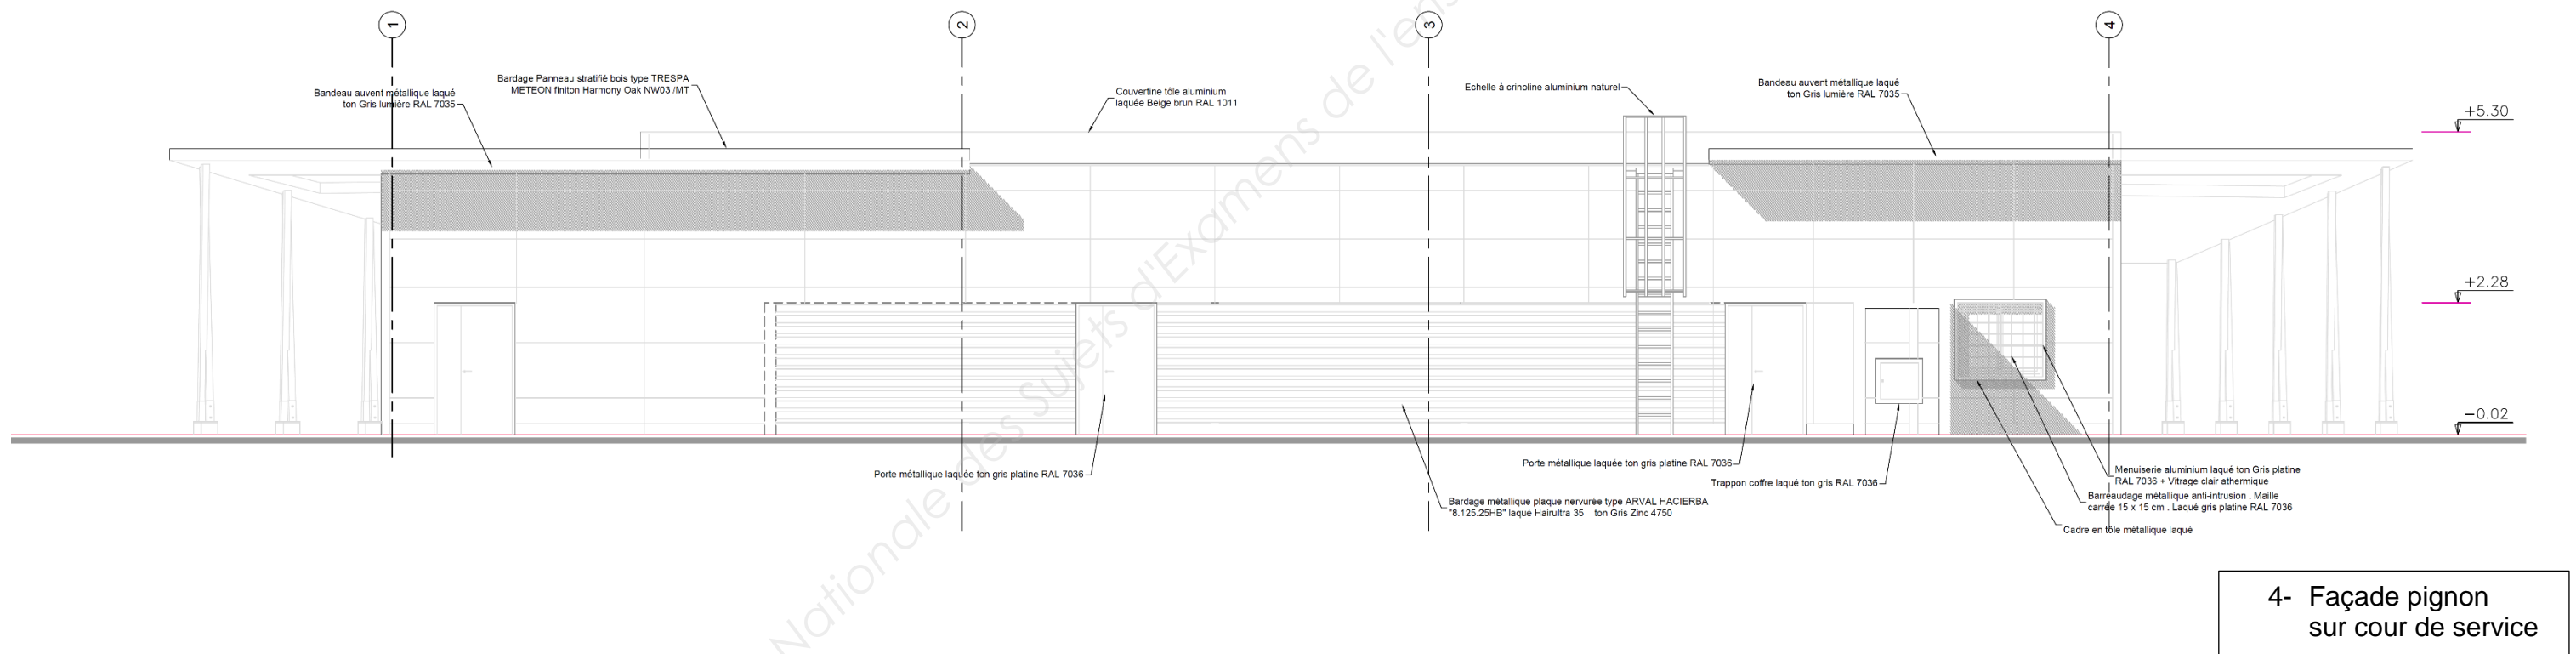 1
2
3
4
Bandeau auvent métallique laqué
ton Gris lumière RAL 7035
Bardage Panneau stratifié bois type TRESPA
METEON finiton Harmony Oak NW03 /MT
Couvertine tôle aluminium
laquée Beige brun RAL 1011
Echelle à crinoline aluminium naturel
Bandeau auvent métallique laqué
ton Gris lumière RAL 7035
+5.30
+2.28
-0.02
Porte métallique laquée ton gris platine RAL 7036
Porte métallique laquée ton gris platine RAL 7036
Bardage métallique plaque nervurée type ARVAL HACIERBA
"8.125.25HB" laqué Hairultra 35 ton Gris Zinc 4750
Trappon coffre laqué ton gris RAL 7036
Menuiserie aluminium laqué ton Gris platine
RAL 7036 + Vitrage clair athermique
Barreaudage métallique anti-intrusion . Maille
carrée 15 x 15 cm . Laqué gris platine RAL 7036
Cadre en tôle métallique laqué
4- Façade pignon
sur cour de service
Nationale des Sujets d'Examens de l'ens